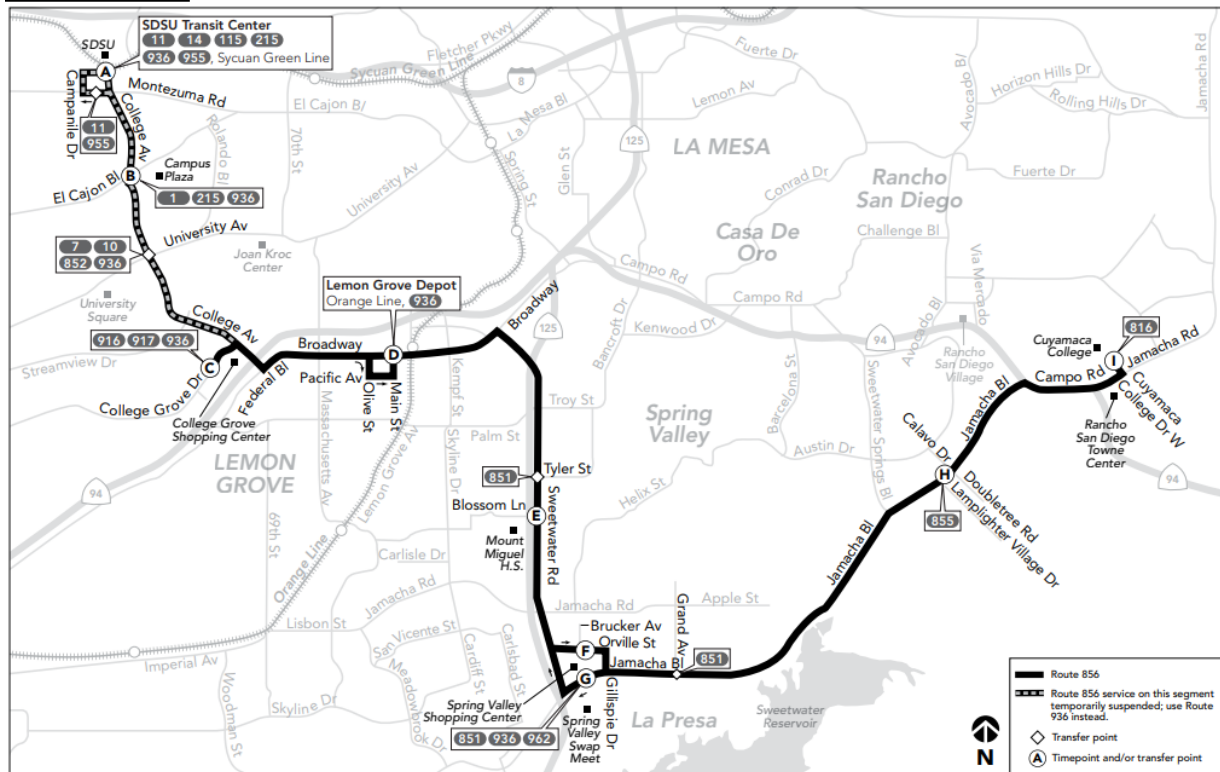 SDSU Transit Center
11 14 115 215
936 955, Sycuan Green Line
SDSU
A
Campanile Dr
Montezuma Rd
11
955
College Av
B
El Cajon Bl
Campus
Plaza
1 215 936
7 10
852 936
University Av
Joan Kroc
Center
University
Square
College Av
916 917 936
C
Streamview Dr
College Grove Dr
College Grove
Shopping Center
Federal Bl
94
LEMON
GROVE
Lemon Grove Depot
Orange Line, 936
D
Broadway
Broadway
Pacific Av
Olive St
Main St
Fletcher Pkwy
Sycuan Green Line
8
El Cajon Bl
La Mesa Bl
Rolando Bl
70th St
University Av
Spring St
Glen St
125
LA MESA
Fuerte Dr
Lemon Av
Avocado Bl
Horizon Hills Dr
Rolling Hills Dr
Jamacha Rd
Fuerte Dr
Conrad Dr
Rancho
San Diego
Casa De
Oro
Challenge Bl
Via Mercado
Campo Rd
Campo Rd
Kenwood Dr
Bancroft Dr
125
94
Avocado Bl
Rancho
San Diego
Village
Cuyamaca
College
816
I
Jamacha Rd
Campo Rd
Cuyamaca
College Dr W
Rancho
San Diego
Towne
Center
94
Massachusetts Av
Kempf St
Skyline Dr
Lemon Grove Av
Palm St
Troy St
Spring
Valley
Barcelona St
Sweetwater Springs Bl
Austin Dr
Calavo Dr
Jamacha Bl
H
855
Doubletree Rd
Lamplighter Village Dr
851
Tyler St
Blossom Ln
E
Sweetwater Rd
Mount
Miguel
H.S.
Helix St
69th St
Carlisle Dr
Orange Line
Jamacha Rd
Lisbon St
Imperial Av
San Vicente St
Meadowbrook Dr
Cardiff St
Carlsbad St
Woodman St
Skyline Dr
Jamacha Rd
Apple St
Grand Av
Brucker Av
Orville St
F
Jamacha Bl
851
Jamacha Bl
G
Gillispie Dr
Spring Valley
Shopping Center
851 936 962
Spring
Valley
Swap
Meet
La Presa
Sweetwater
Reservoir
N
Route 856
Route 856 service on this segment
temporarily suspended; use Route
936 instead.
Transfer point
A Timepoint and/or transfer point